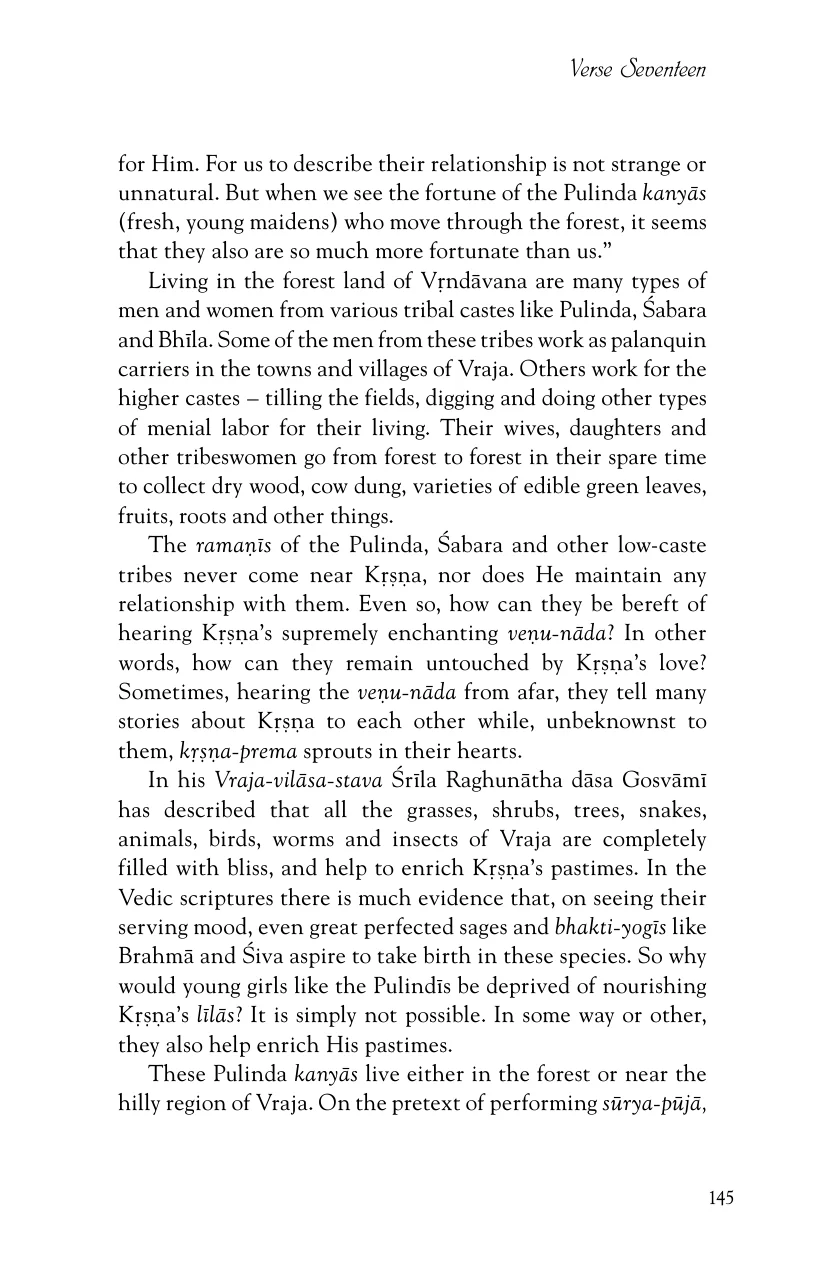 Verse Seventeen
for Him. For us to describe their relationship is not strange or
unnatural. But when we see the fortune of the Pulinda kanyās
(fresh, young maidens) who move through the forest, it seems
that they also are so much more fortunate than us.”
Living in the forest land of Vṛndāvana are many types of
men and women from various tribal castes like Pulinda, Śabara
and Bhīla. Some of the men from these tribes work as palanquin
carriers in the towns and villages of Vraja. Others work for the
higher castes – tilling the fields, digging and doing other types
of menial labor for their living. Their wives, daughters and
other tribeswomen go from forest to forest in their spare time
to collect dry wood, cow dung, varieties of edible green leaves,
fruits, roots and other things.
The ramaṇīs of the Pulinda, Śabara and other low-caste
tribes never come near Kṛṣṇa, nor does He maintain any
relationship with them. Even so, how can they be bereft of
hearing Kṛṣṇa’s supremely enchanting veṇu-nāda? In other
words, how can they remain untouched by Kṛṣṇa’s love?
Sometimes, hearing the veṇu-nāda from afar, they tell many
stories about Kṛṣṇa to each other while, unbeknownst to
them, kṛṣṇa-prema sprouts in their hearts.
In his Vraja-vilāsa-stava Śrīla Raghunātha dāsa Gosvāmī
has described that all the grasses, shrubs, trees, snakes,
animals, birds, worms and insects of Vraja are completely
filled with bliss, and help to enrich Kṛṣṇa’s pastimes. In the
Vedic scriptures there is much evidence that, on seeing their
serving mood, even great perfected sages and bhakti-yogīs like
Brahmā and Śiva aspire to take birth in these species. So why
would young girls like the Pulindīs be deprived of nourishing
Kṛṣṇa’s līlās? It is simply not possible. In some way or other,
they also help enrich His pastimes.
These Pulinda kanyās live either in the forest or near the
hilly region of Vraja. On the pretext of performing sūrya-pūjā,
145